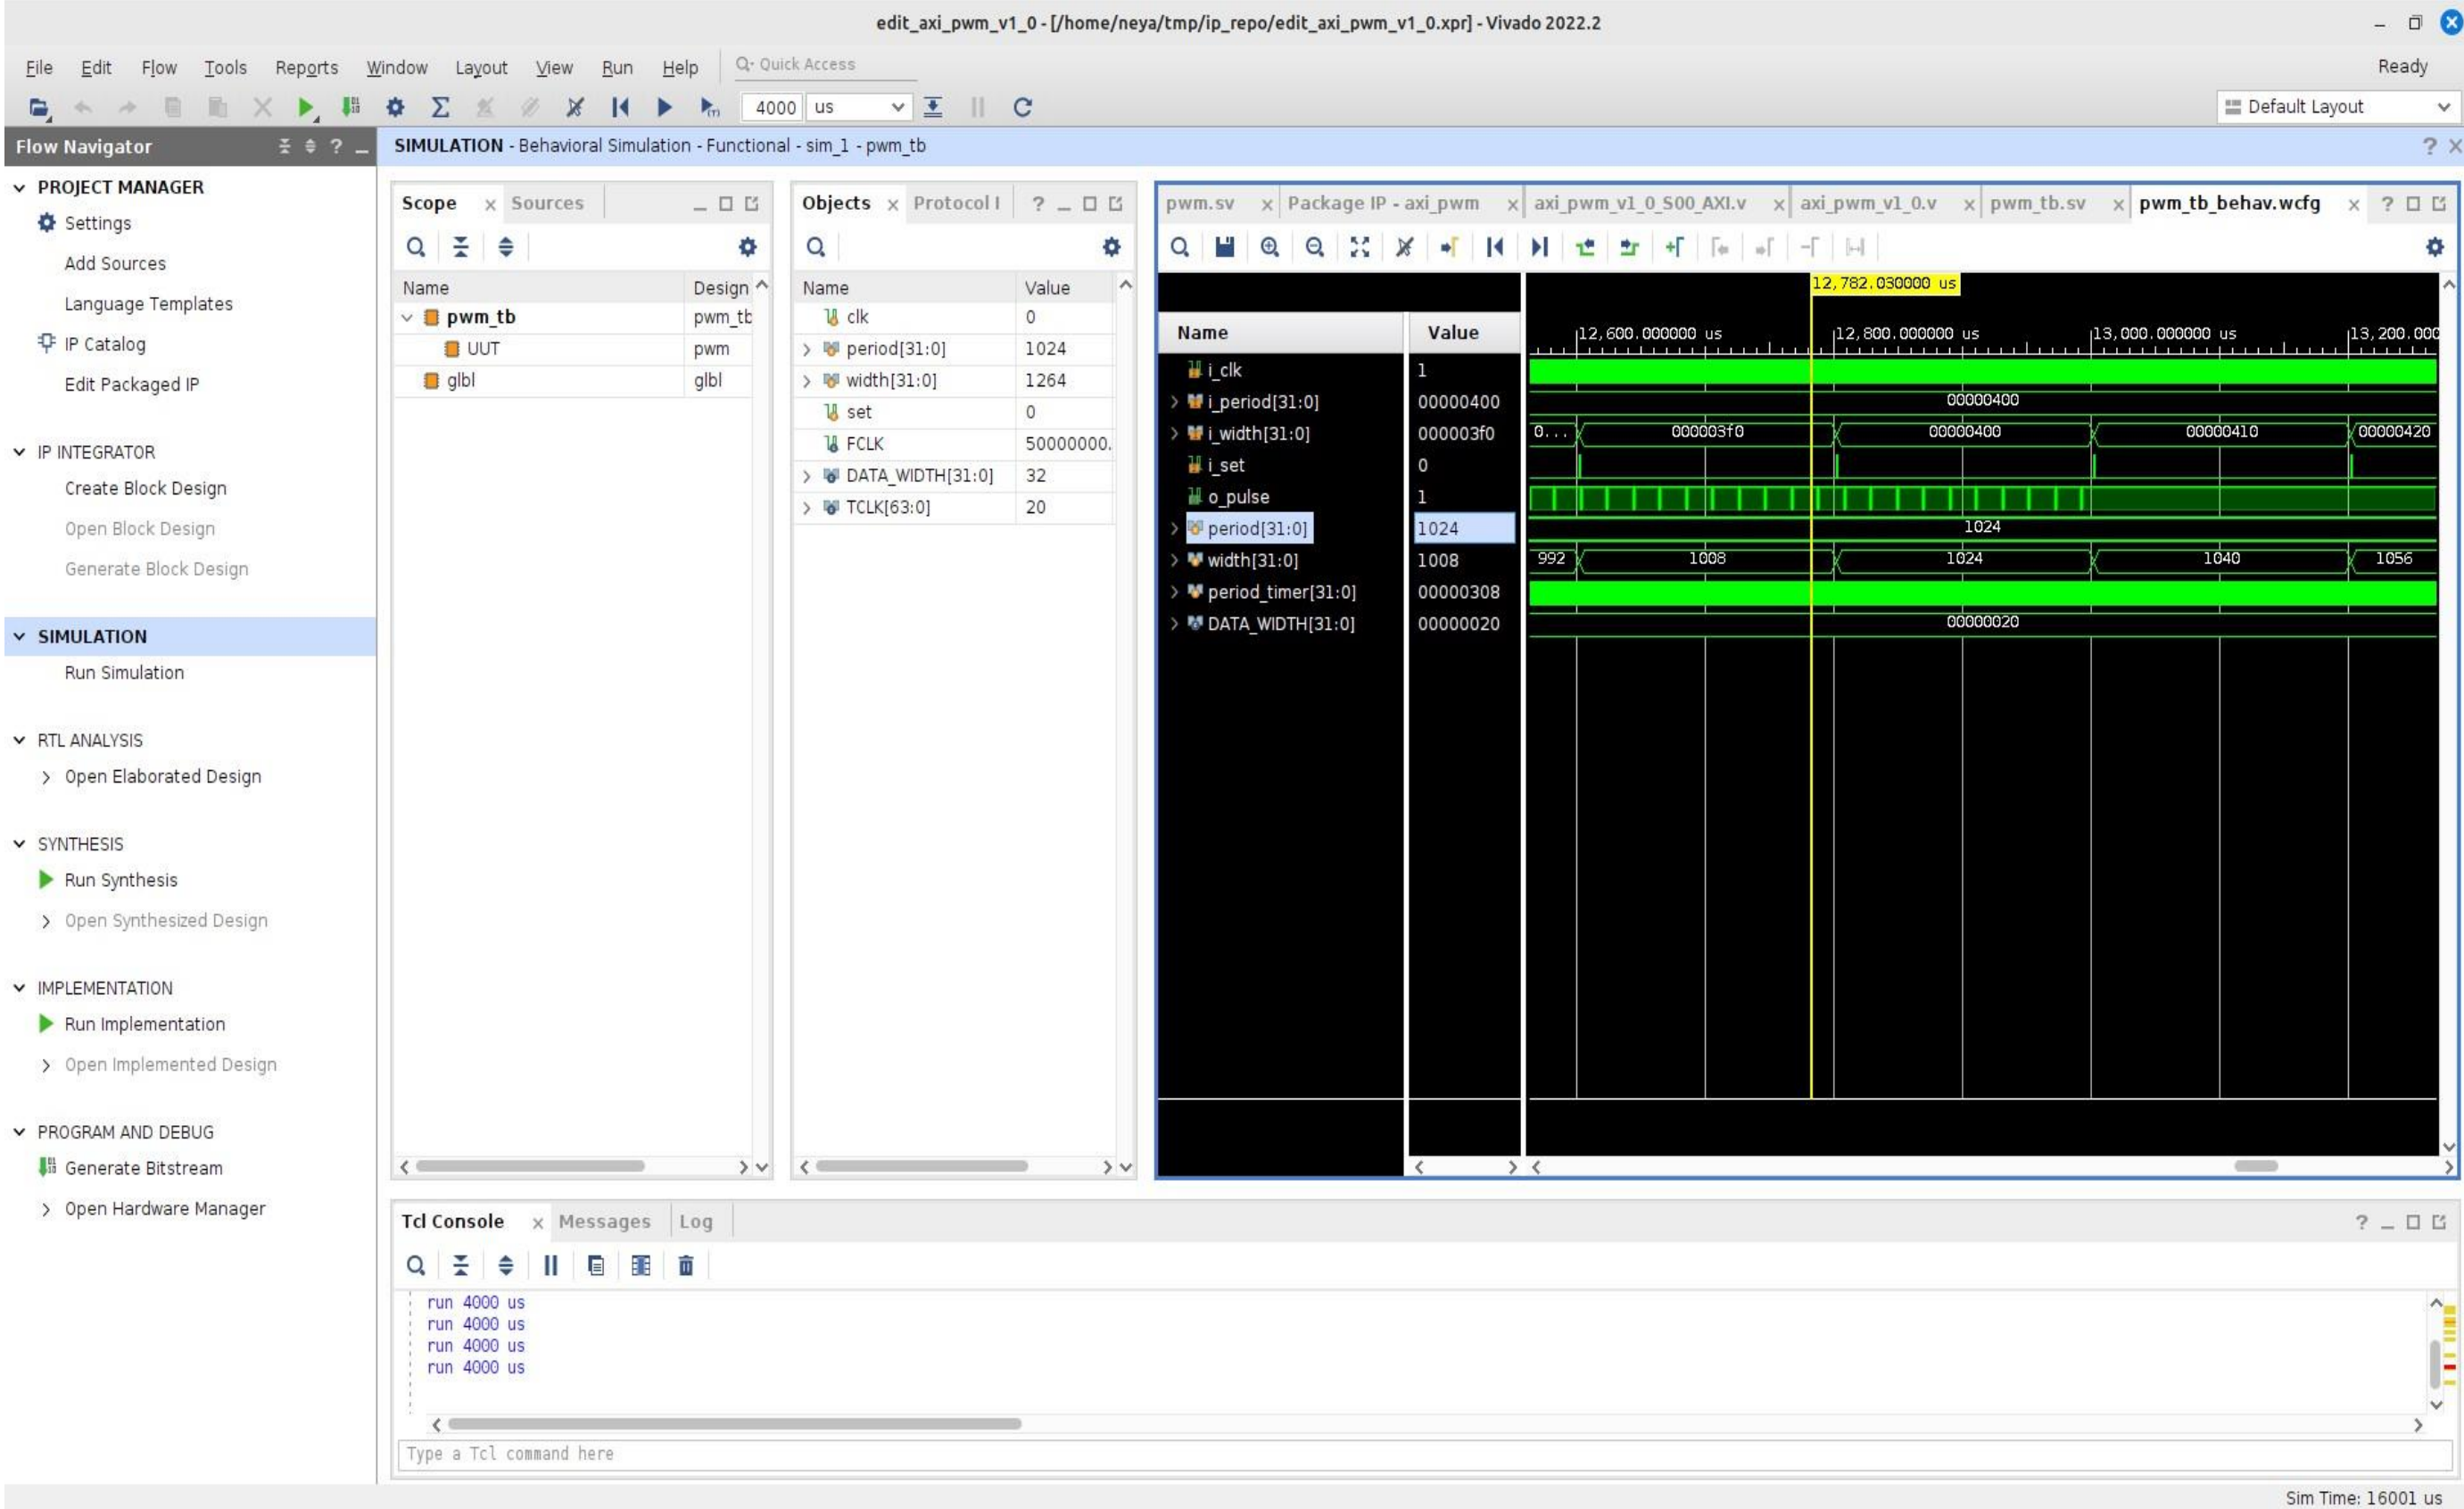 edit_axi_pwm_v1_0 - [/home/neya/tmp/ip_repo/edit_axi_pwm_v1_0.xpr] - Vivado 2022.2
File Edit Flow Tools Reports Window Layout View Run Help Quick Access Ready
4000 us Default Layout
Flow Navigator
SIMULATION - Behavioral Simulation - Functional - sim_1 - pwm_tb
PROJECT MANAGER
Settings
Add Sources
Language Templates
IP Catalog
Edit Packaged IP
IP INTEGRATOR
Create Block Design
Open Block Design
Generate Block Design
SIMULATION
Run Simulation
RTL ANALYSIS
Open Elaborated Design
SYNTHESIS
Run Synthesis
Open Synthesized Design
IMPLEMENTATION
Run Implementation
Open Implemented Design
PROGRAM AND DEBUG
Generate Bitstream
Open Hardware Manager
Scope Sources
Name Design
pwm_tb pwm_tb
UUT pwm
glbl glbl
Objects Protocol I
Name Value
clk 0
period[31:0] 1024
width[31:0] 1264
set 0
FCLK 50000000.
DATA_WIDTH[31:0] 32
TCLK[63:0] 20
pwm.sv Package IP - axi_pwm axi_pwm_v1_0_S00_AXI.v axi_pwm_v1_0.v pwm_tb.sv pwm_tb_behav.wcfg
12,782.030000 us
Name Value 12,600.000000 us 12,800.000000 us 13,000.000000 us 13,200.000
i_clk 1
i_period[31:0] 00000400 00000400
i_width[31:0] 000003f0 0... 000003f0 00000400 00000410 00000420
i_set 0
o_pulse 1
period[31:0] 1024 1024
width[31:0] 1008 992 1008 1024 1040 1056
period_timer[31:0] 00000308
DATA_WIDTH[31:0] 00000020 00000020
Tcl Console Messages Log
run 4000 us
run 4000 us
run 4000 us
run 4000 us
Type a Tcl command here
Sim Time: 16001 us